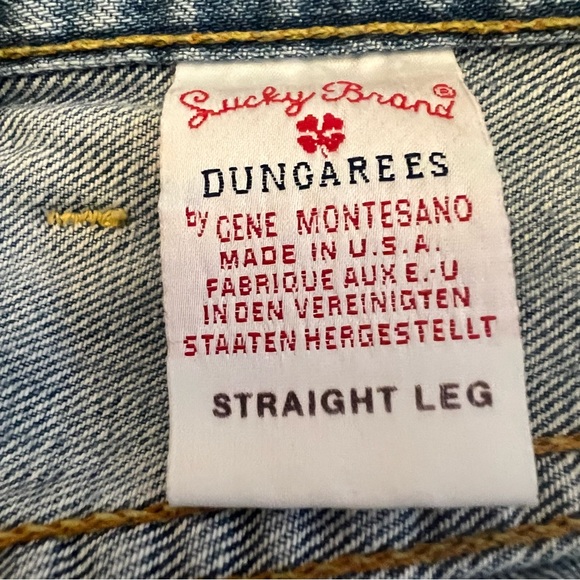 Lucky Brand®
DUNGAREES
by GENE MONTESANO
MADE IN U.S.A.
FABRIQUE AUX E.-U
IN DEN VEREINIGTEN
STAATEN HERGESTELLT
STRAIGHT LEG